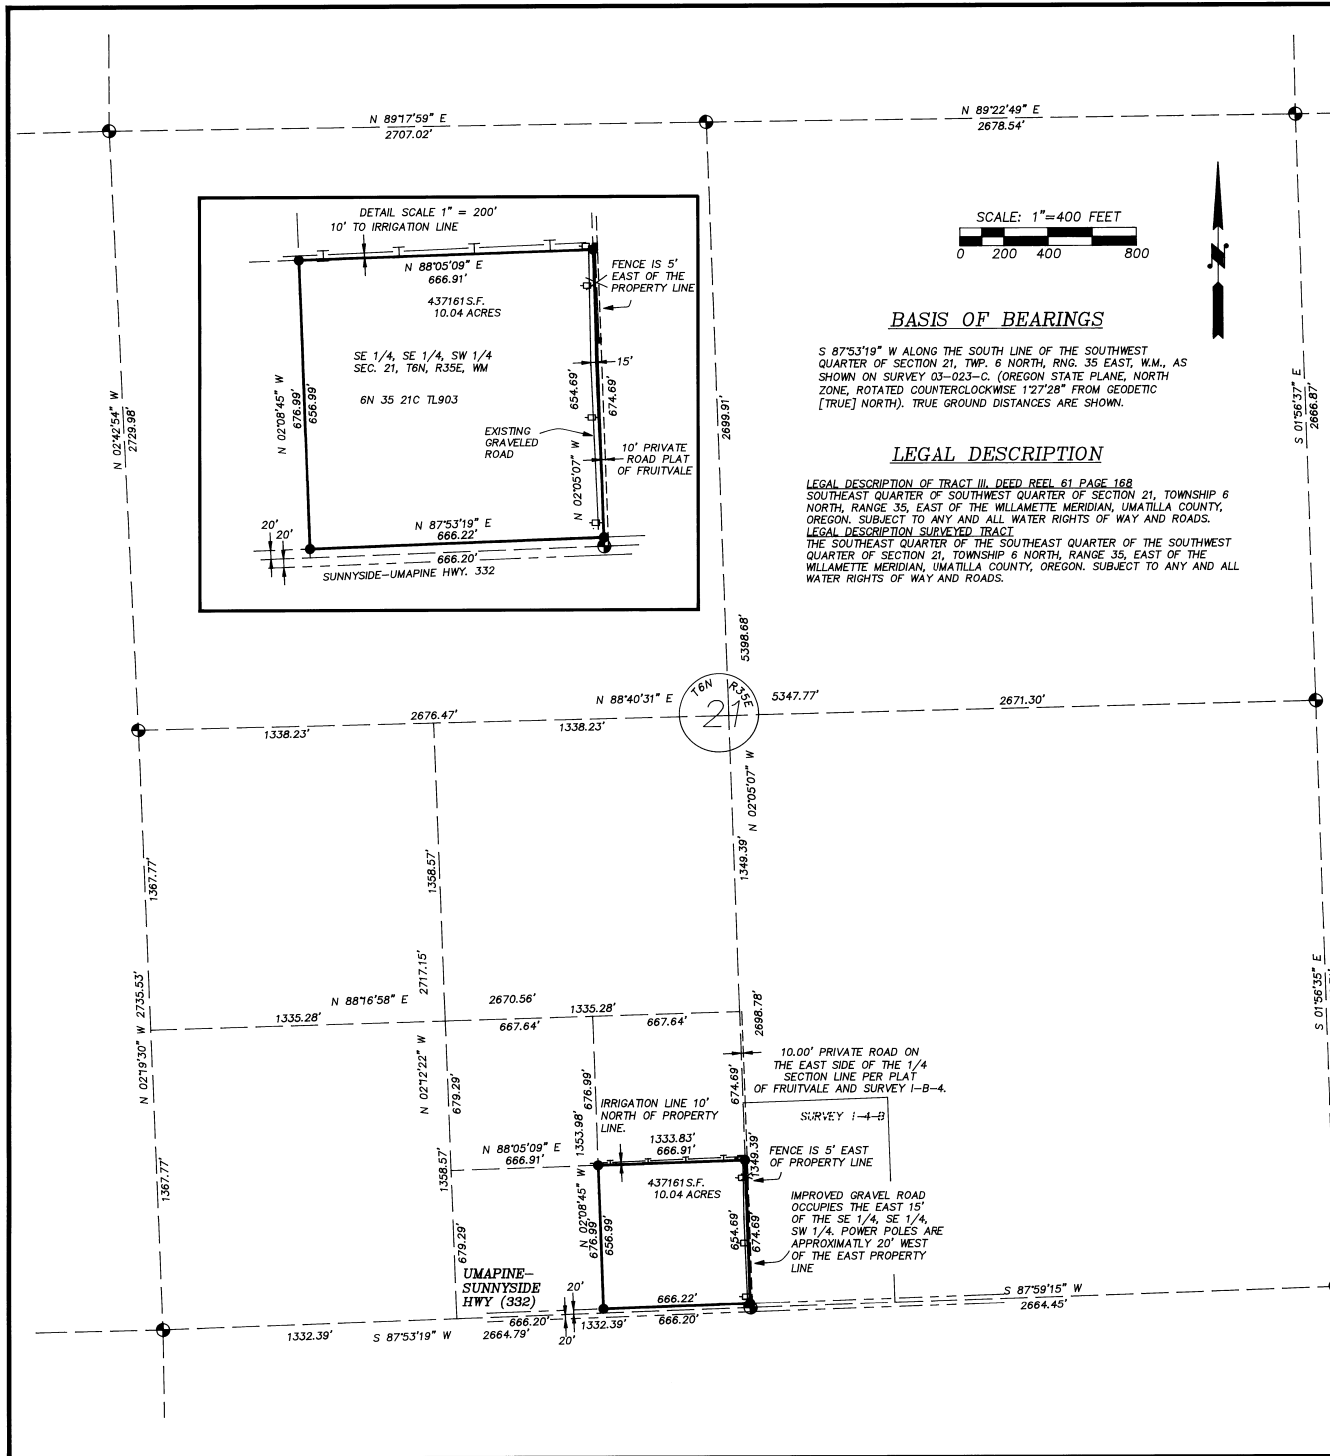 N 89°17'59" E
2707.02'
N 89°22'49" E
2678.54'
DETAIL SCALE 1" = 200'
10' TO IRRIGATION LINE
N 88°05'09" E
666.91'
437161 S.F.
10.04 ACRES
FENCE IS 5'
EAST OF THE
PROPERTY LINE
SE 1/4, SE 1/4, SW 1/4
SEC. 21, T6N, R35E, WM
6N 35 21C TL903
15'
N 02°08'45" W
676.99'
656.99'
654.69'
674.69'
EXISTING
GRAVELED
ROAD
N 02°05'07" W
10' PRIVATE
ROAD PLAT
OF FRUITVALE
N 87°53'19" E
666.22'
20'
20'
666.20'
SUNNYSIDE-UMAPINE HWY. 332
SCALE: 1"=400 FEET
0 200 400 800
N
BASIS OF BEARINGS
S 87°53'19" W ALONG THE SOUTH LINE OF THE SOUTHWEST
QUARTER OF SECTION 21, TWP. 6 NORTH, RNG. 35 EAST, W.M., AS
SHOWN ON SURVEY 03-023-C. (OREGON STATE PLANE, NORTH
ZONE, ROTATED COUNTERCLOCKWISE 1°27'28" FROM GEODETIC
[TRUE] NORTH). TRUE GROUND DISTANCES ARE SHOWN.
LEGAL DESCRIPTION
LEGAL DESCRIPTION OF TRACT III, DEED REEL 61 PAGE 168
SOUTHEAST QUARTER OF SOUTHWEST QUARTER OF SECTION 21, TOWNSHIP 6
NORTH, RANGE 35, EAST OF THE WILLAMETTE MERIDIAN, UMATILLA COUNTY,
OREGON. SUBJECT TO ANY AND ALL WATER RIGHTS OF WAY AND ROADS.
LEGAL DESCRIPTION SURVEYED TRACT
THE SOUTHEAST QUARTER OF THE SOUTHEAST QUARTER OF THE SOUTHWEST
QUARTER OF SECTION 21, TOWNSHIP 6 NORTH, RANGE 35, EAST OF THE
WILLAMETTE MERIDIAN, UMATILLA COUNTY, OREGON. SUBJECT TO ANY AND ALL
WATER RIGHTS OF WAY AND ROADS.
N 02°42'54" W
2729.98'
2699.91'
S 01°56'37" E
2666.87'
5398.68'
T6N R35E
21
N 88°40'31" E
5347.77'
2676.47'
2671.30'
1338.23'
1338.23'
N 02°05'07" W
1349.39'
1367.77'
1358.57'
2717.15'
N 02°19'30" W 2735.53'
S 01°56'35" E
N 88°16'58" E
2670.56'
1335.28'
1335.28'
667.64'
667.64'
2698.78'
N 02°12'22" W
679.29'
676.99'
674.69'
10.00' PRIVATE ROAD ON
THE EAST SIDE OF THE 1/4
SECTION LINE PER PLAT
OF FRUITVALE AND SURVEY I-B-4.
SURVEY I-4-B
IRRIGATION LINE 10'
NORTH OF PROPERTY
LINE.
1353.98'
1333.83'
N 88°05'09" E
666.91'
666.91'
1349.39'
FENCE IS 5' EAST
OF PROPERTY LINE
1367.77'
1358.57'
437161 S.F.
10.04 ACRES
N 02°08'45" W
676.99'
656.99'
654.69'
674.69'
IMPROVED GRAVEL ROAD
OCCUPIES THE EAST 15'
OF THE SE 1/4, SE 1/4,
SW 1/4. POWER POLES ARE
APPROXIMATLY 20' WEST
OF THE EAST PROPERTY
LINE
679.29'
UMAPINE-
SUNNYSIDE
HWY (332)
20'
666.22'
S 87°59'15" W
2664.45'
666.20'
666.20'
1332.39'
S 87°53'19" W
2664.79'
1332.39'
20'